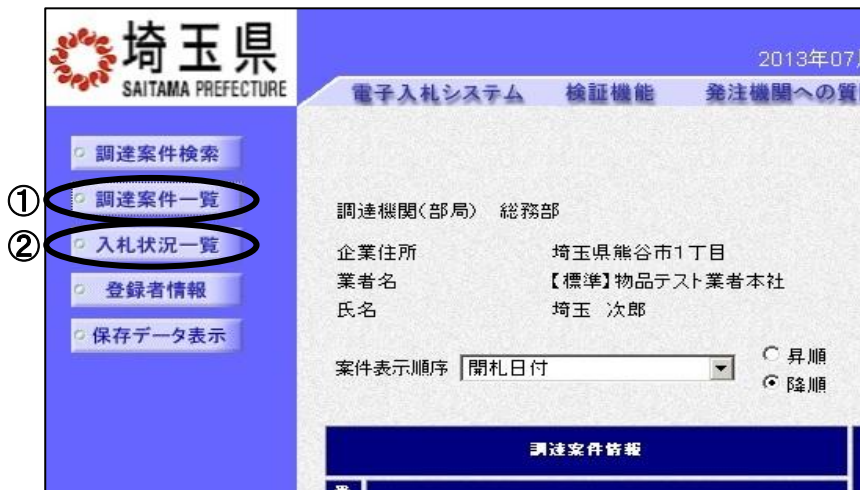 埼玉県
SAITAMA PREFECTURE
2013年07
電子入札システム 検証機能 発注機関への質
調達案件検索
① 調達案件一覧
② 入札状況一覧
登録者情報
保存データ表示
調達機関(部局) 総務部
企業住所 埼玉県熊谷市1丁目
業者名 【標準】物品テスト業者本社
氏名 埼玉 次郎
案件表示順序 開札日付
昇順
降順
調達案件情報